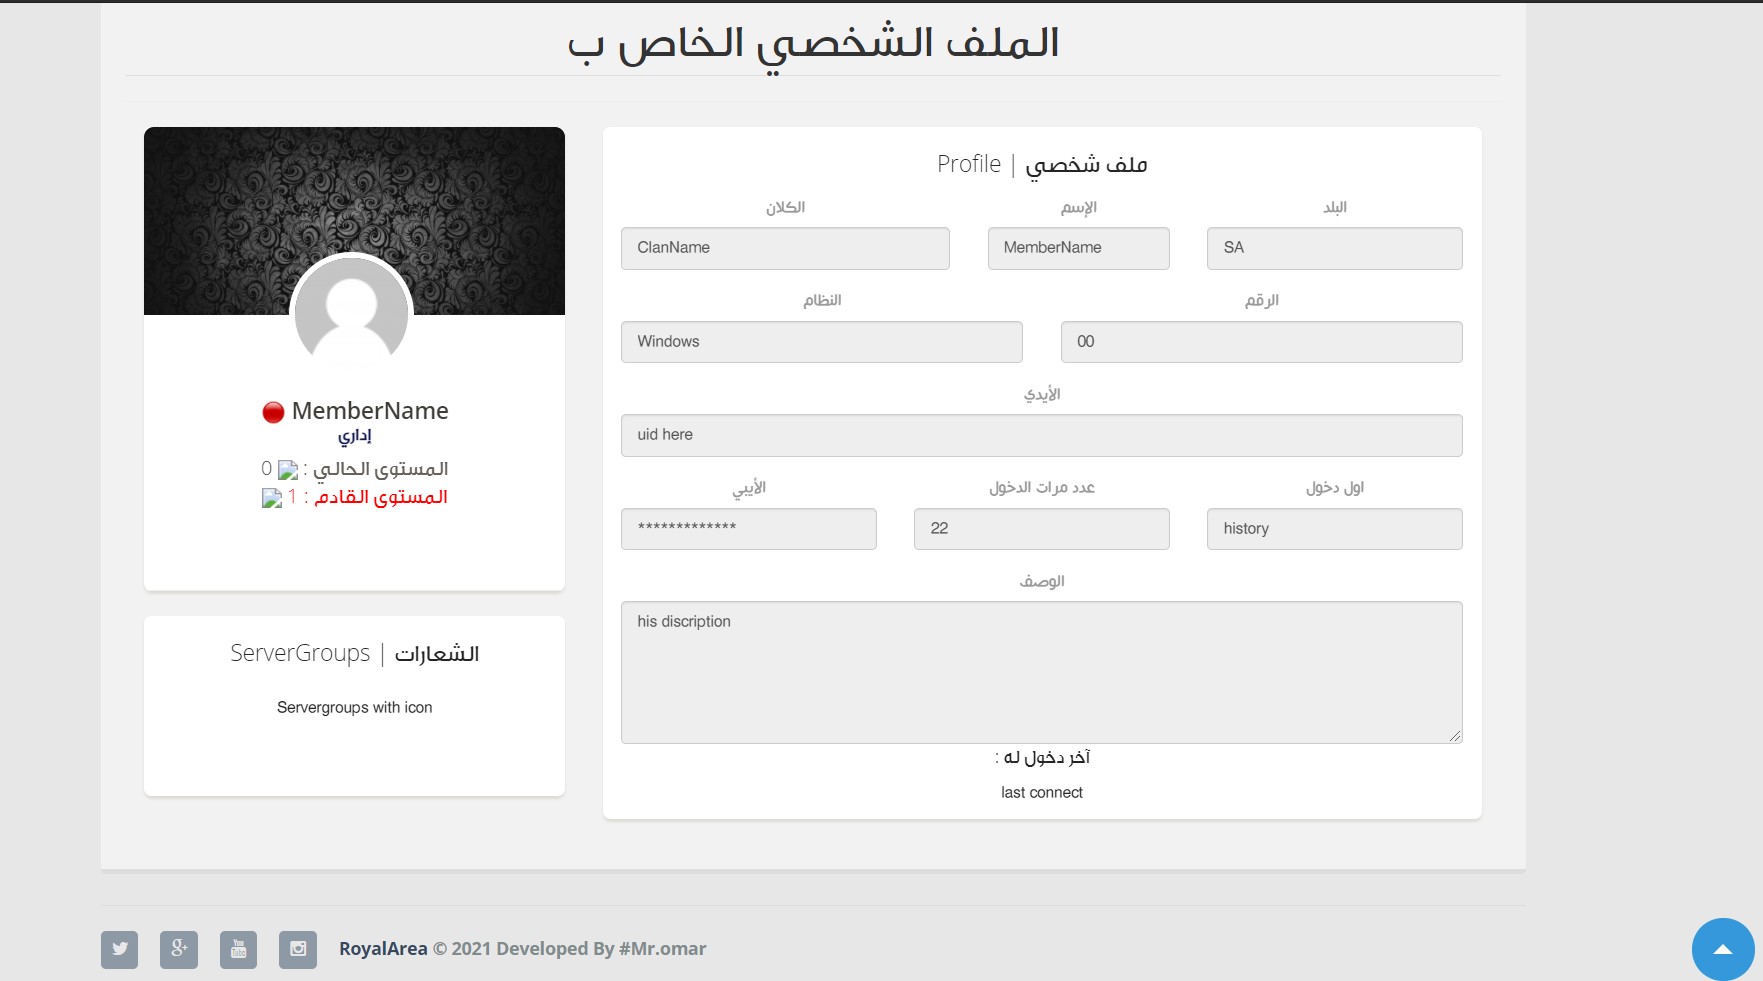 الملف الشخصي الخاص ب
MemberName
إداري
المستوى الحالي : 0
المستوى القادم : 1
ServerGroups | الشعارات
Servergroups with icon
Profile | ملف شخصي
الكلان الإسم البلد
ClanName MemberName SA
النظام الرقم
Windows 00
الأيدي
uid here
الأيبي عدد مرات الدخول اول دخول
************* 22 history
الوصف
his discription
آخر دخول له :
last connect
You Tube
g+
RoyalArea © 2021 Developed By #Mr.omar